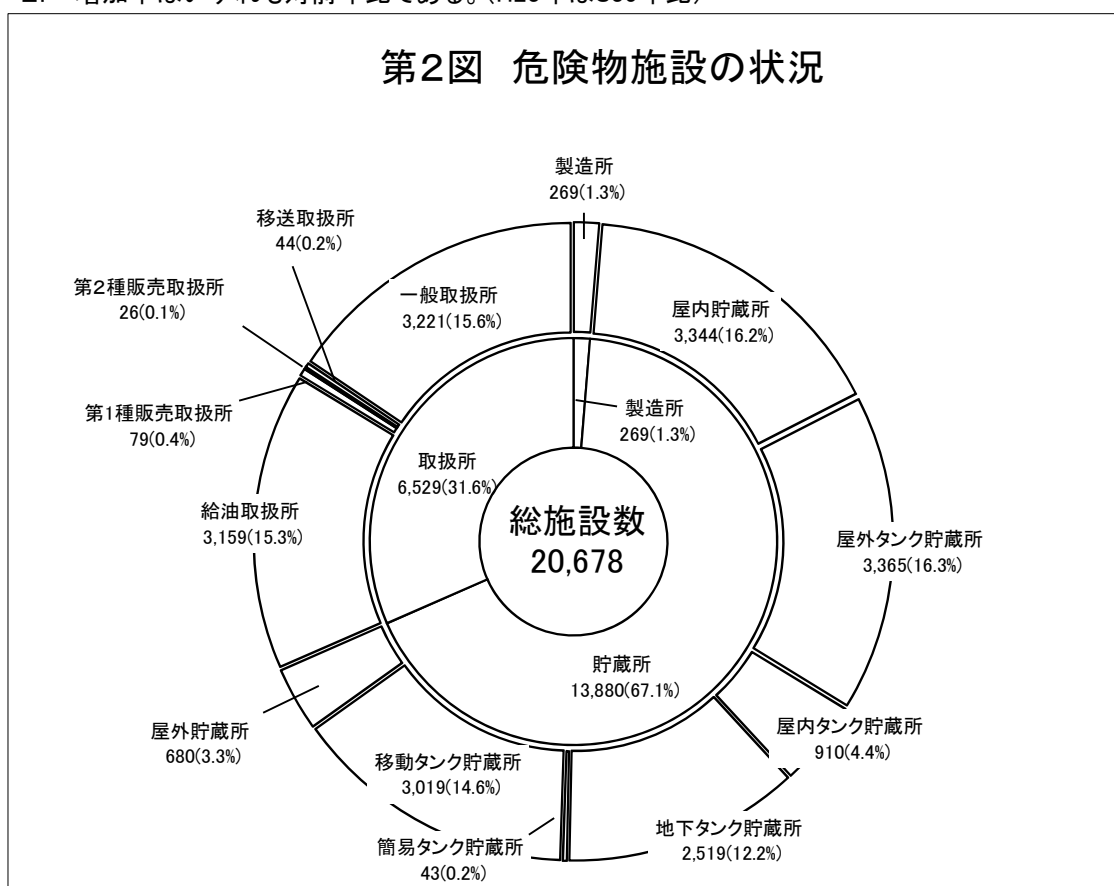 第2図 危険物施設の状況
製造所
269(1.3%)
移送取扱所
44(0.2%)
第2種販売取扱所
26(0.1%)
一般取扱所
3,221(15.6%)
屋内貯蔵所
3,344(16.2%)
第1種販売取扱所
79(0.4%)
製造所
269(1.3%)
取扱所
6,529(31.6%)
給油取扱所
3,159(15.3%)
総施設数
20,678
屋外タンク貯蔵所
3,365(16.3%)
貯蔵所
13,880(67.1%)
屋外貯蔵所
680(3.3%)
屋内タンク貯蔵所
910(4.4%)
移動タンク貯蔵所
3,019(14.6%)
地下タンク貯蔵所
2,519(12.2%)
簡易タンク貯蔵所
43(0.2%)